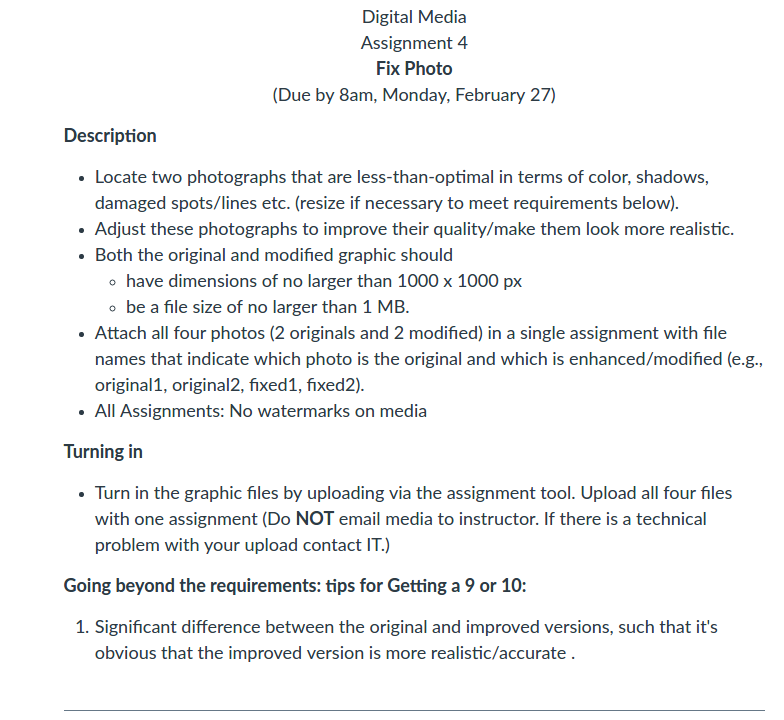 Digital Media
Assignment 4
Fix Photo
(Due by 8am, Monday, February 27)
Description
• Locate two photographs that are less-than-optimal in terms of color, shadows,
damaged spots/lines etc. (resize if necessary to meet requirements below).
• Adjust these photographs to improve their quality/make them look more realistic.
• Both the original and modified graphic should
◦ have dimensions of no larger than 1000 x 1000 px
◦ be a file size of no larger than 1 MB.
• Attach all four photos (2 originals and 2 modified) in a single assignment with file
names that indicate which photo is the original and which is enhanced/modified (e.g.,
original1, original2, fixed1, fixed2).
• All Assignments: No watermarks on media
Turning in
• Turn in the graphic files by uploading via the assignment tool. Upload all four files
with one assignment (Do NOT email media to instructor. If there is a technical
problem with your upload contact IT.)
Going beyond the requirements: tips for Getting a 9 or 10:
1. Significant difference between the original and improved versions, such that it's
obvious that the improved version is more realistic/accurate .